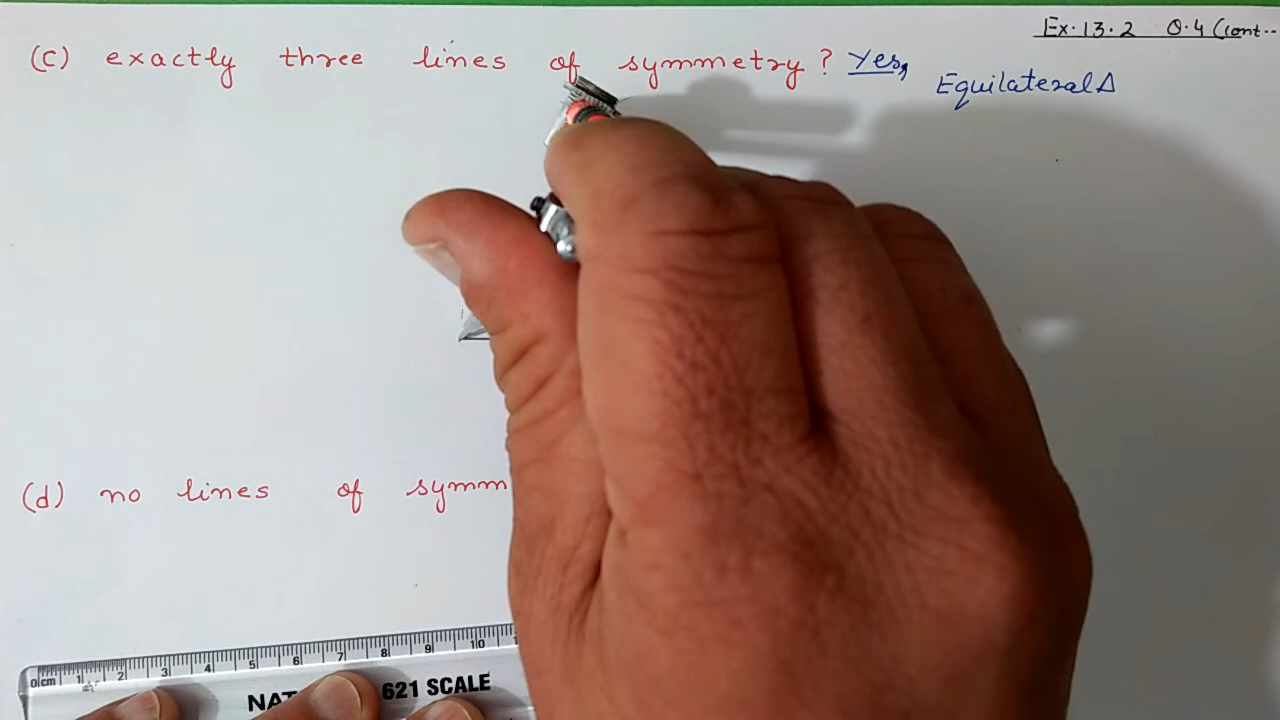 Ex. 13.2 Q.4 (Cont..
(c) exactly three lines of symmetry ? Yes,
Equilateral Δ
(d) no lines of symm
0 cm 1 2 3 4 5 6 7 8 9 10
621 SCALE